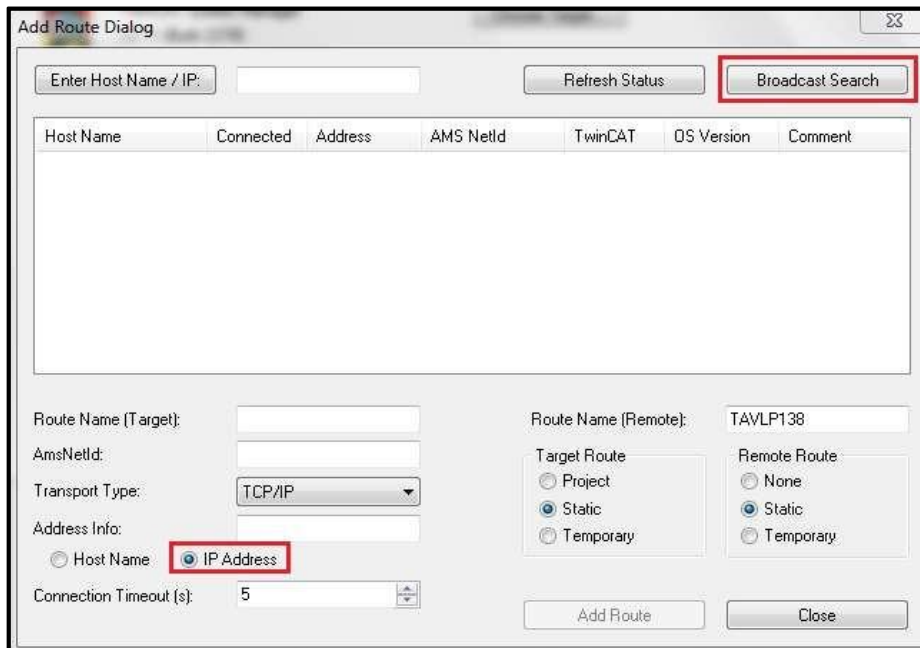 Add Route Dialog
Enter Host Name / IP: Refresh Status Broadcast Search
Host Name Connected Address AMS NetId TwinCAT OS Version Comment
Route Name (Target): Route Name (Remote): TAVLP138
AmsNetId: Target Route Remote Route
Transport Type: TCP/IP Project None
Static Static
Address Info: Temporary Temporary
Host Name IP Address
Connection Timeout (s): 5
Add Route Close